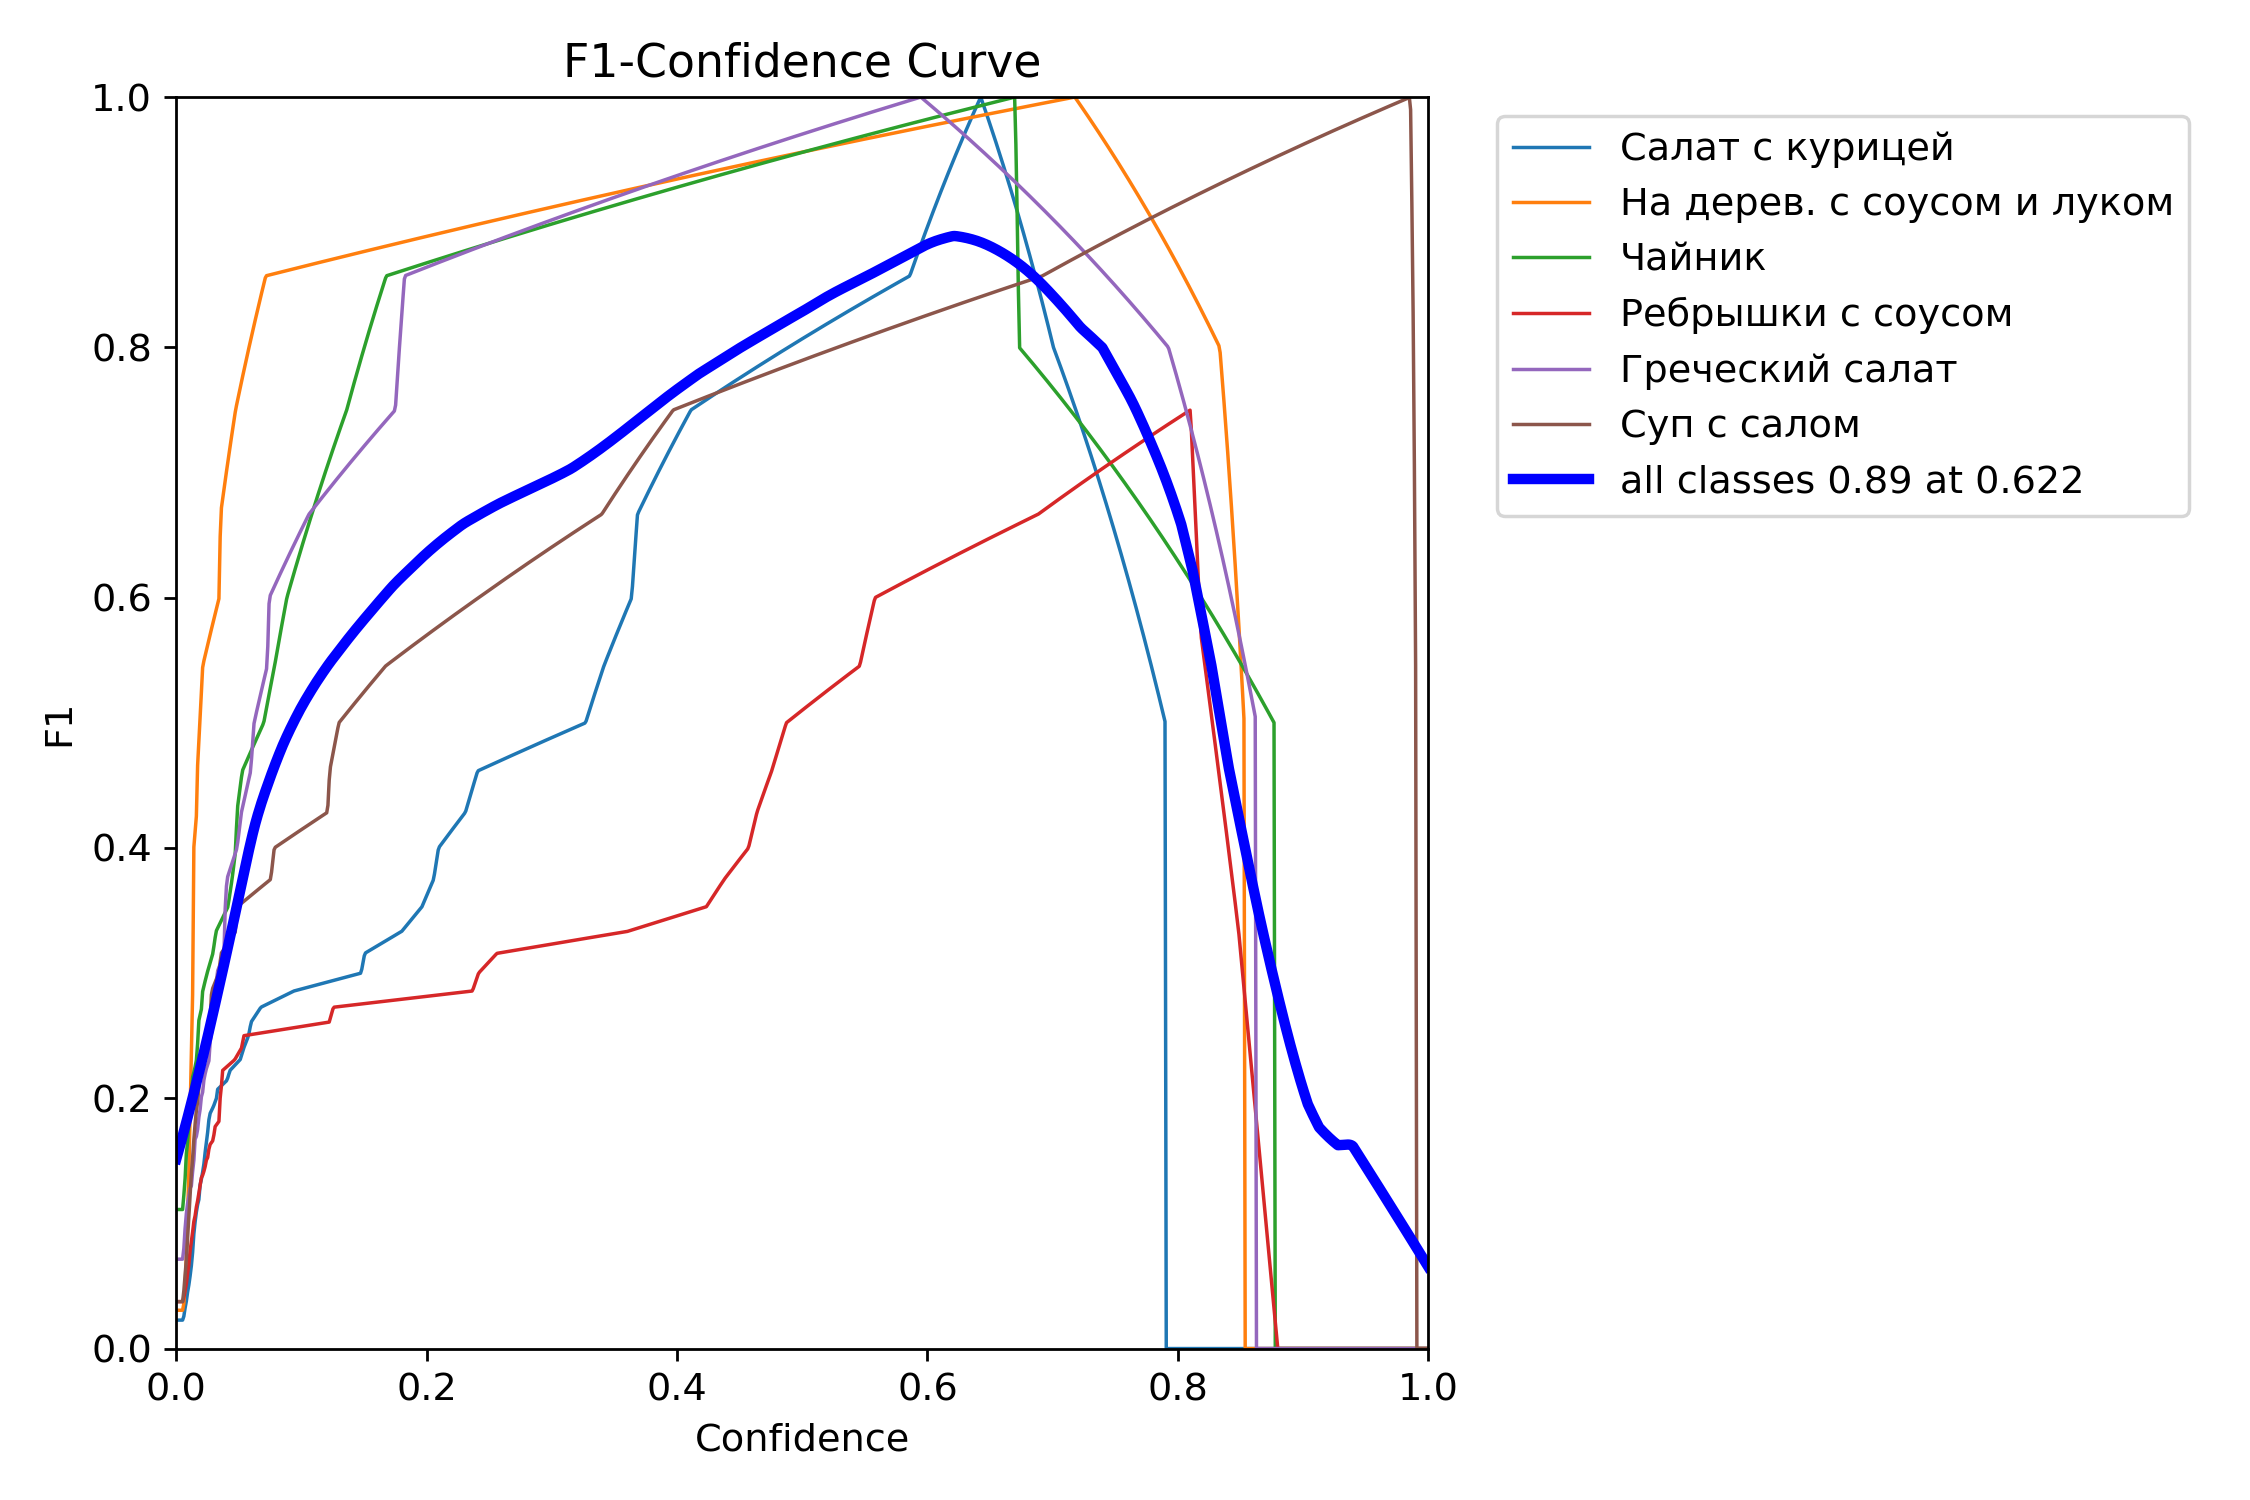 F1-Confidence Curve
1.0
0.8
0.6
0.4
0.2
0.0
F1
0.0 0.2 0.4 0.6 0.8 1.0
Confidence
Салат с курицей
На дерев. с соусом и луком
Чайник
Ребрышки с соусом
Греческий салат
Суп с салом
all classes 0.89 at 0.622